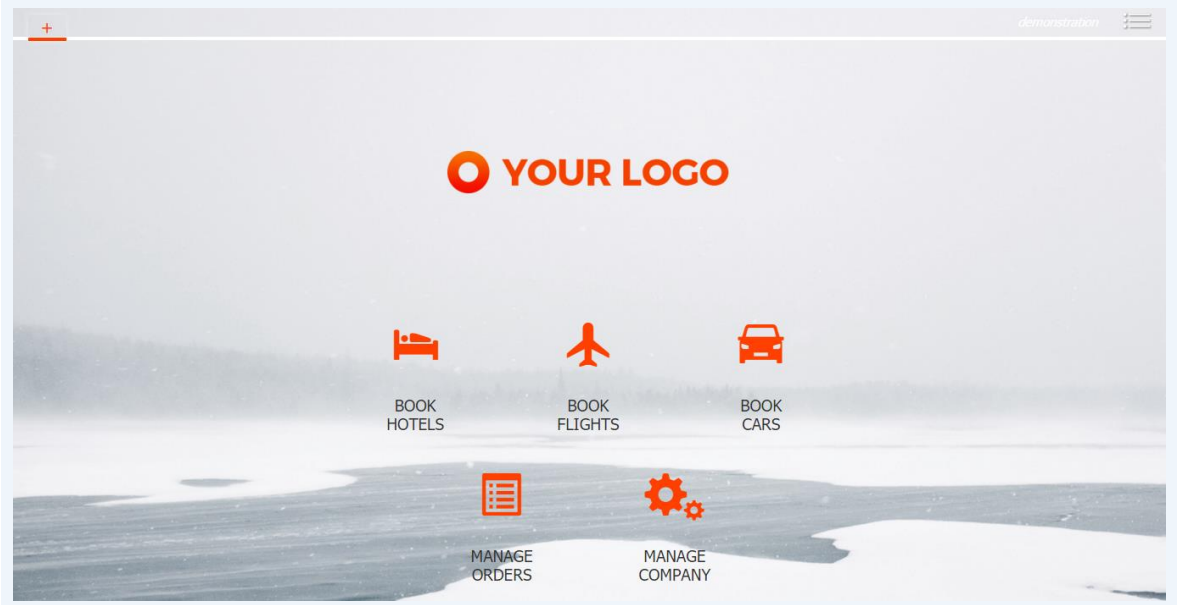 +
demonstration
YOUR LOGO
BOOK
HOTELS
BOOK
FLIGHTS
BOOK
CARS
MANAGE
ORDERS
MANAGE
COMPANY